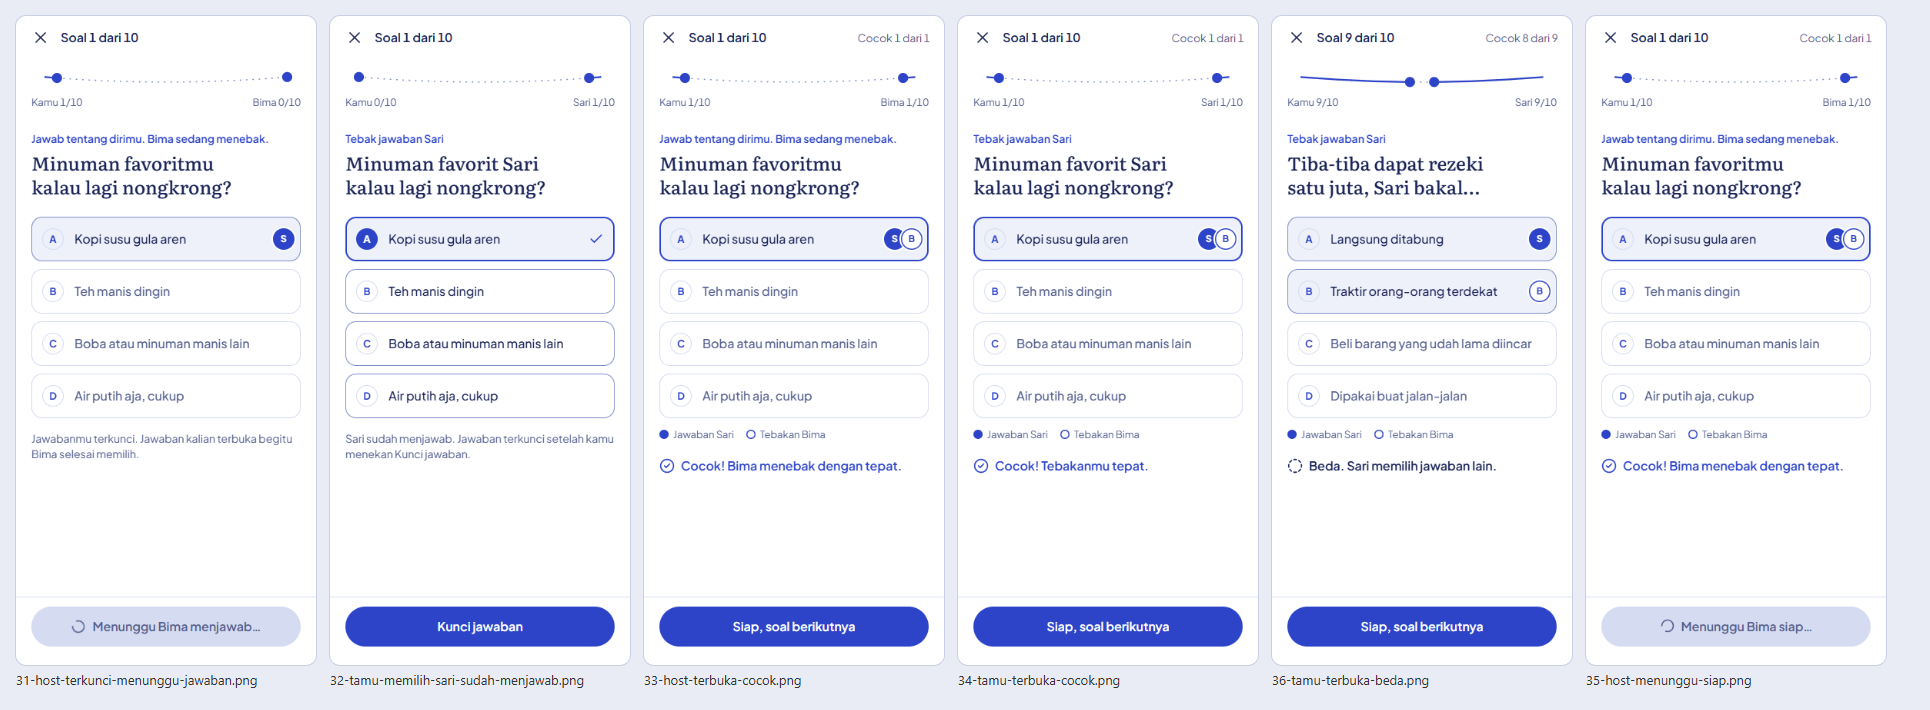 Soal 1 dari 10
Kamu 1/10
Bima 0/10
Jawab tentang dirimu. Bima sedang menebak.
Minuman favoritmu
kalau lagi nongkrong?
A Kopi susu gula aren S
B Teh manis dingin
C Boba atau minuman manis lain
D Air putih aja, cukup
Jawabanmu terkunci. Jawaban kalian terbuka begitu
Bima selesai memilih.
Menunggu Bima menjawab...
31-host-terkunci-menunggu-jawaban.png
Soal 1 dari 10
Kamu 0/10
Sari 1/10
Tebak jawaban Sari
Minuman favorit Sari
kalau lagi nongkrong?
A Kopi susu gula aren
B Teh manis dingin
C Boba atau minuman manis lain
D Air putih aja, cukup
Sari sudah menjawab. Jawaban terkunci setelah kamu
menekan Kunci jawaban.
Kunci jawaban
32-tamu-memilih-sari-sudah-menjawab.png
Soal 1 dari 10
Cocok 1 dari 1
Kamu 1/10
Bima 1/10
Jawab tentang dirimu. Bima sedang menebak.
Minuman favoritmu
kalau lagi nongkrong?
A Kopi susu gula aren S B
B Teh manis dingin
C Boba atau minuman manis lain
D Air putih aja, cukup
Jawaban Sari Tebakan Bima
Cocok! Bima menebak dengan tepat.
Siap, soal berikutnya
33-host-terbuka-cocok.png
Soal 1 dari 10
Cocok 1 dari 1
Kamu 1/10
Sari 1/10
Tebak jawaban Sari
Minuman favorit Sari
kalau lagi nongkrong?
A Kopi susu gula aren S B
B Teh manis dingin
C Boba atau minuman manis lain
D Air putih aja, cukup
Jawaban Sari Tebakan Bima
Cocok! Tebakanmu tepat.
Siap, soal berikutnya
34-tamu-terbuka-cocok.png
Soal 9 dari 10
Cocok 8 dari 9
Kamu 9/10
Sari 9/10
Tebak jawaban Sari
Tiba-tiba dapat rezeki
satu juta, Sari bakal...
A Langsung ditabung S
B Traktir orang-orang terdekat B
C Beli barang yang udah lama diincar
D Dipakai buat jalan-jalan
Jawaban Sari Tebakan Bima
Beda. Sari memilih jawaban lain.
Siap, soal berikutnya
36-tamu-terbuka-beda.png
Soal 1 dari 10
Cocok 1 dari 1
Kamu 1/10
Bima 1/10
Jawab tentang dirimu. Bima sedang menebak.
Minuman favoritmu
kalau lagi nongkrong?
A Kopi susu gula aren S B
B Teh manis dingin
C Boba atau minuman manis lain
D Air putih aja, cukup
Jawaban Sari Tebakan Bima
Cocok! Bima menebak dengan tepat.
Menunggu Bima siap...
35-host-menunggu-siap.png